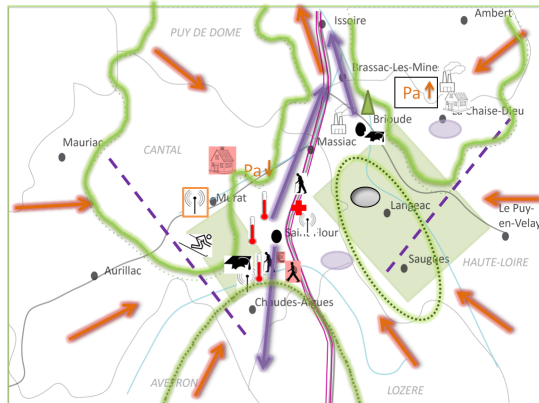 Issoire
Ambert
PUY DE DOME
Brassac-Les-Mine
Pa
La Chaise-Dieu
Brioude
Mauriac
Massiac
CANTAL
Pa
Murat
Langeac
Le Puy-
en-Velay
Saint-Flour
HAUTE-LOIRE
Saugues
Aurillac
Chaudes-Aigues
AVEYRON
LOZERE